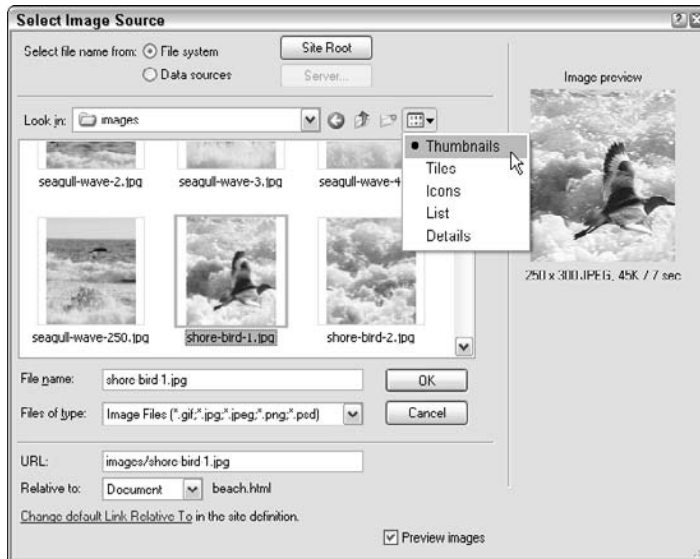 Select Image Source
Select file name from: File system
Site Root
Data sources
Server...
Image preview
Look in: images
Thumbnails
Tiles
Icons
List
Details
seagull-wave-2.jpg
seagull-wave-3.jpg
seagull-wave-4
250 x 300 JPEG, 45K / 7 sec
seagull-wave-250.jpg
shore-bird-1.jpg
shore-bird-2.jpg
File name: shore bird 1.jpg
OK
Files of type: Image Files (*.gif;*.jpg;*.jpeg;*.png;*.psd)
Cancel
URL: images/shore bird 1.jpg
Relative to: Document beach.html
Change default Link Relative To in the site definition.
Preview images